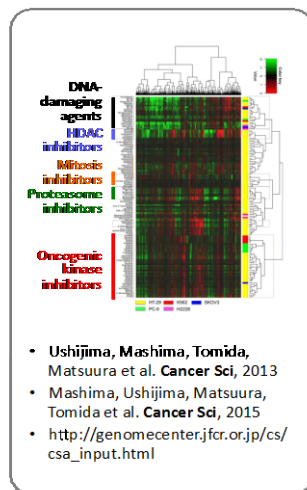 DNA-
damaging
agents
HDAC
inhibitors
Mitosis
inhibitors
Proteasome
inhibitors
Oncogenic
kinase
inhibitors
HT-29 K562 SKOV3
PC-9 H2228
• Ushijima, Mashima, Tomida,
Matsuura et al. Cancer Sci, 2013
• Mashima, Ushijima, Matsuura,
Tomida et al. Cancer Sci, 2015
• http://genomecenter.jfcr.or.jp/cs/
csa_input.html